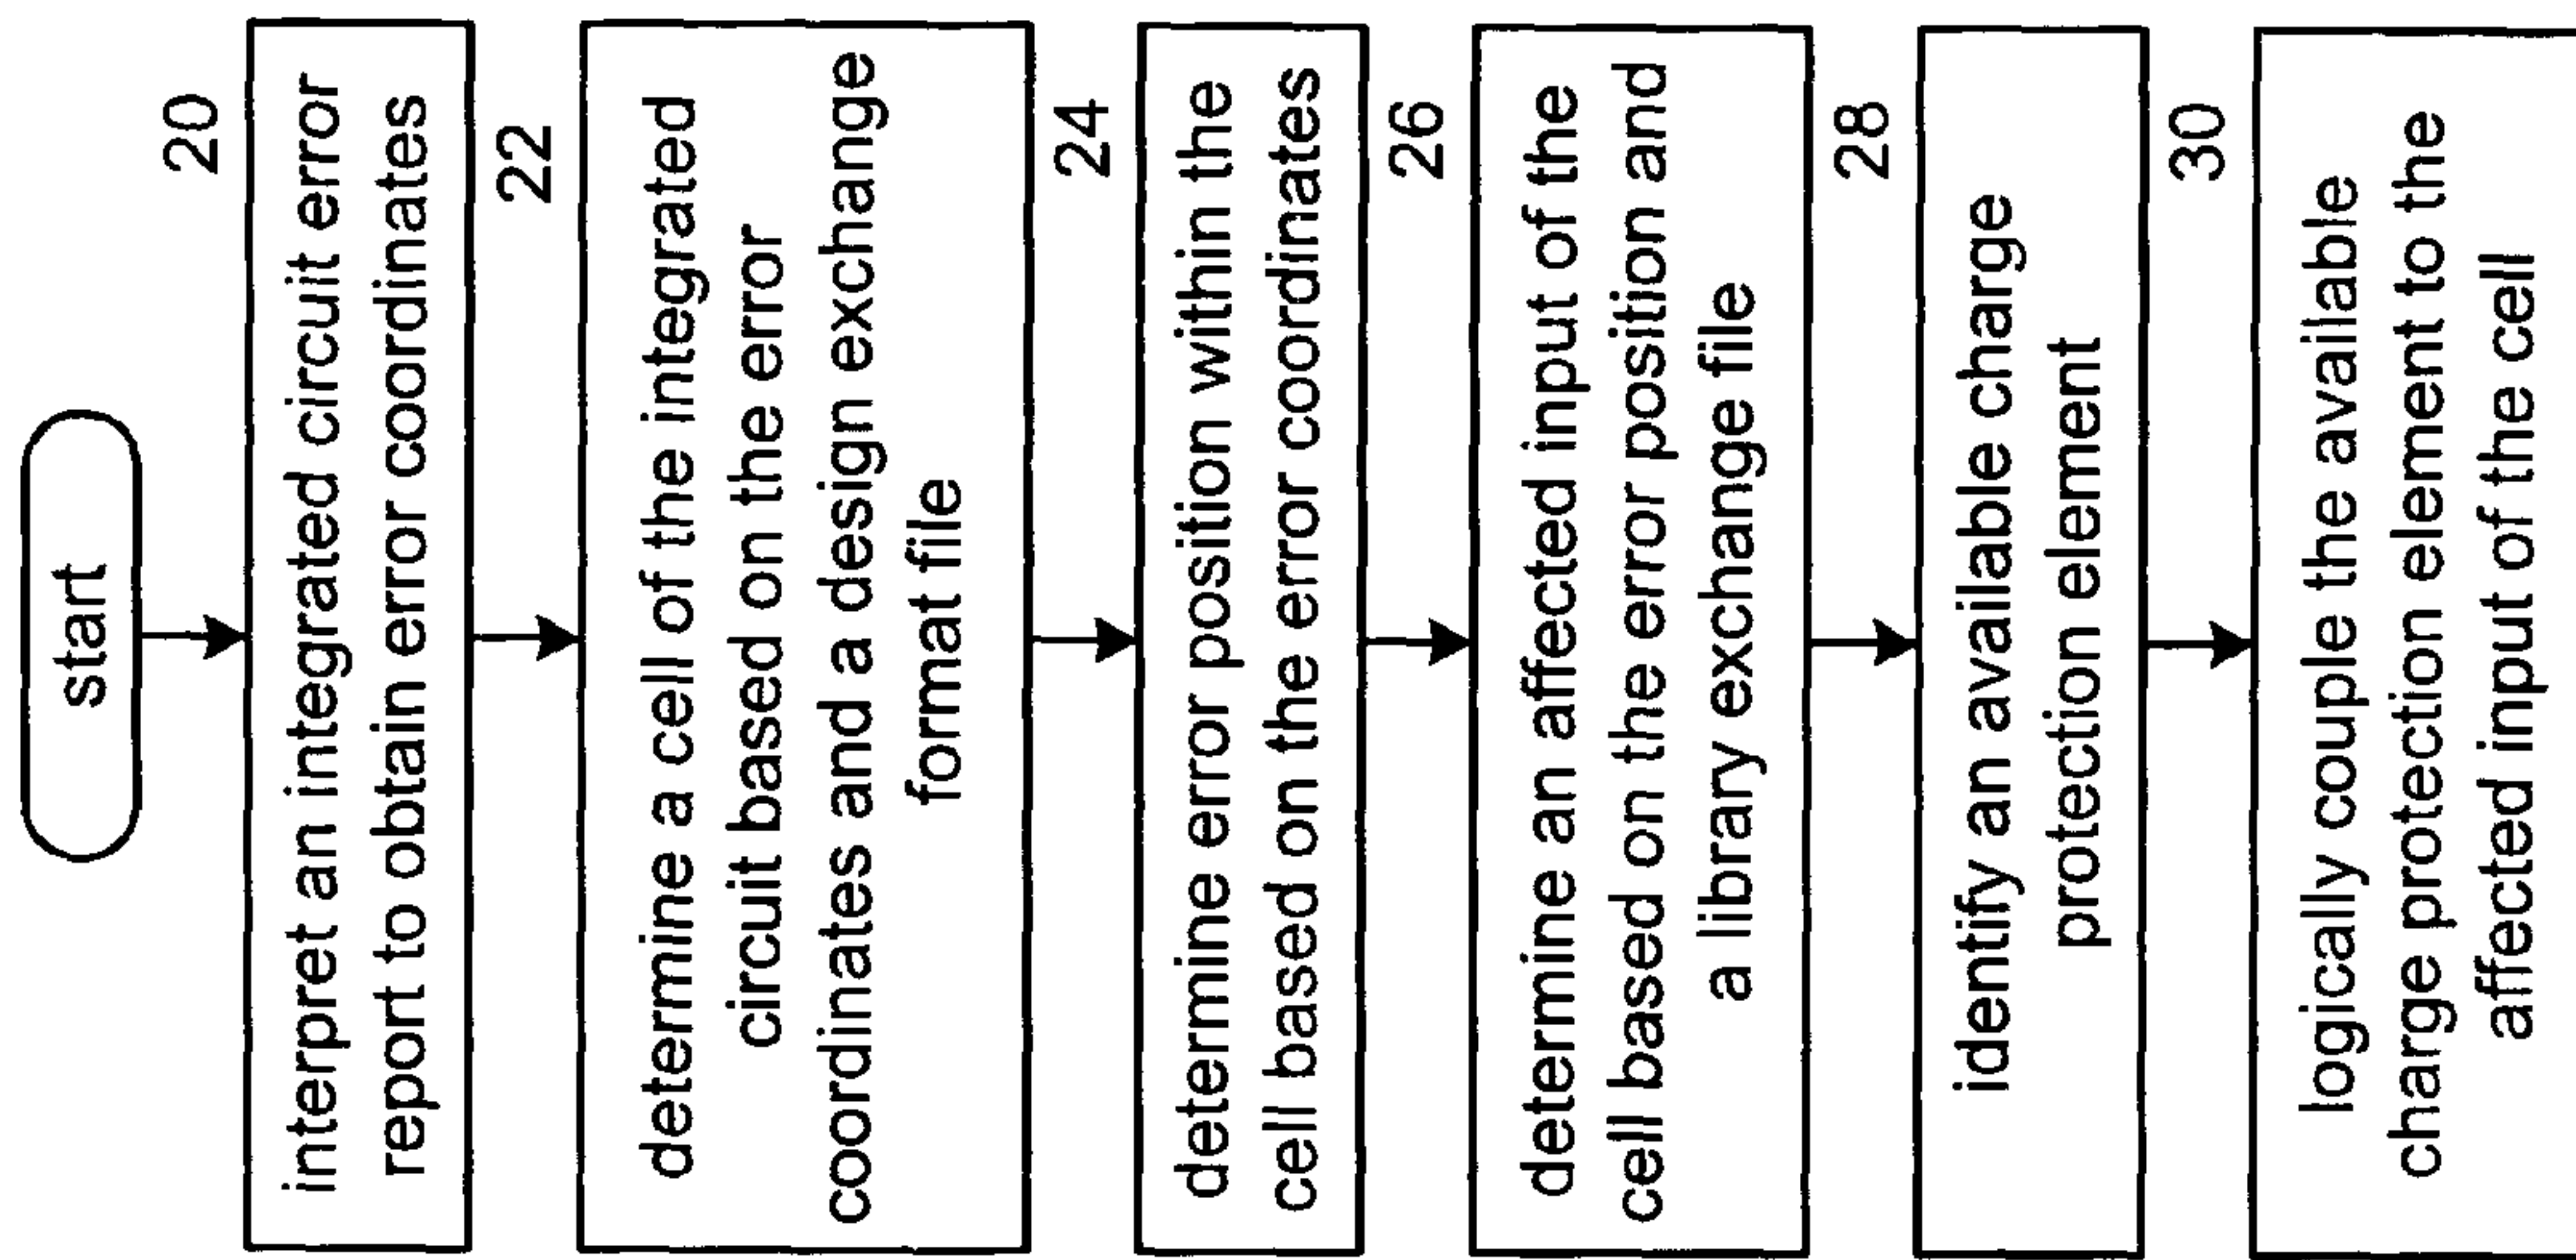 start
20
interpret an integrated circuit error
report to obtain error coordinates
22
determine a cell of the integrated
circuit based on the error
coordinates and a design exchange
format file
24
determine error position within the
cell based on the error coordinates
26
determine an affected input of the
cell based on the error position and
a library exchange file
28
identify an available charge
protection element
30
logically couple the available
charge protection element to the
affected input of the cell